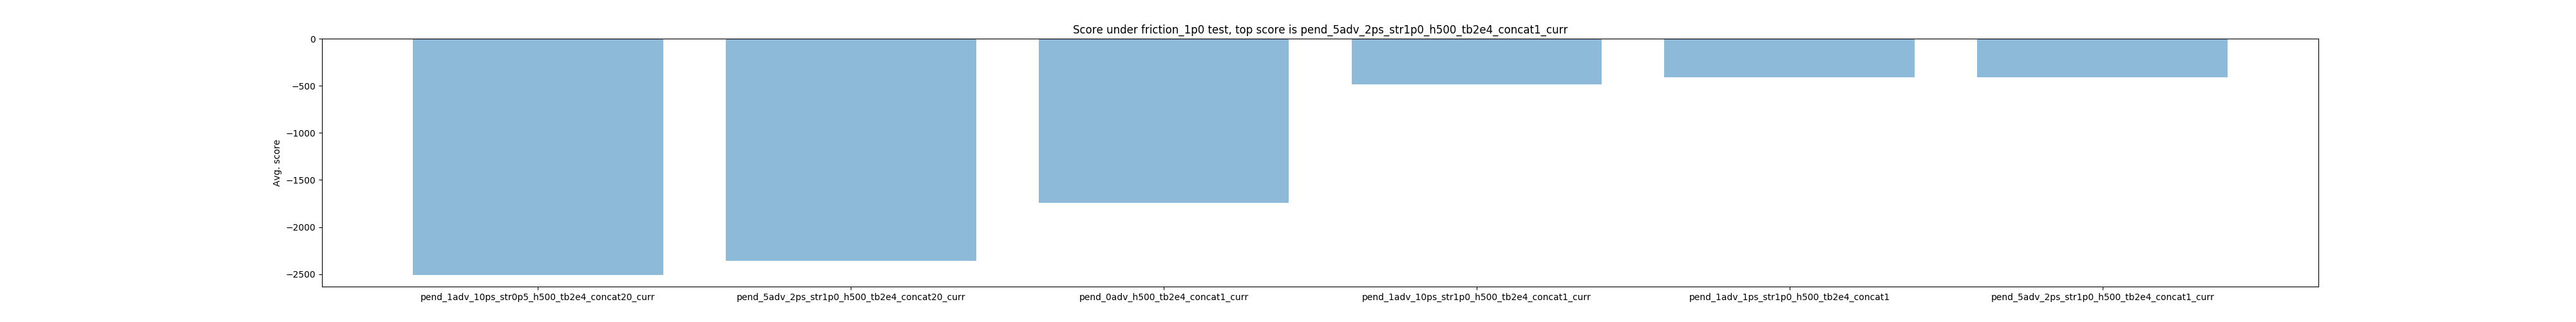 Score under friction_1p0 test, top score is pend_5adv_2ps_str1p0_h500_tb2e4_concat1_curr
0
−500
−1000
−1500
−2000
−2500
Avg. score
pend_1adv_10ps_str0p5_h500_tb2e4_concat20_curr
pend_5adv_2ps_str1p0_h500_tb2e4_concat20_curr
pend_0adv_h500_tb2e4_concat1_curr
pend_1adv_10ps_str1p0_h500_tb2e4_concat1_curr
pend_1adv_1ps_str1p0_h500_tb2e4_concat1
pend_5adv_2ps_str1p0_h500_tb2e4_concat1_curr